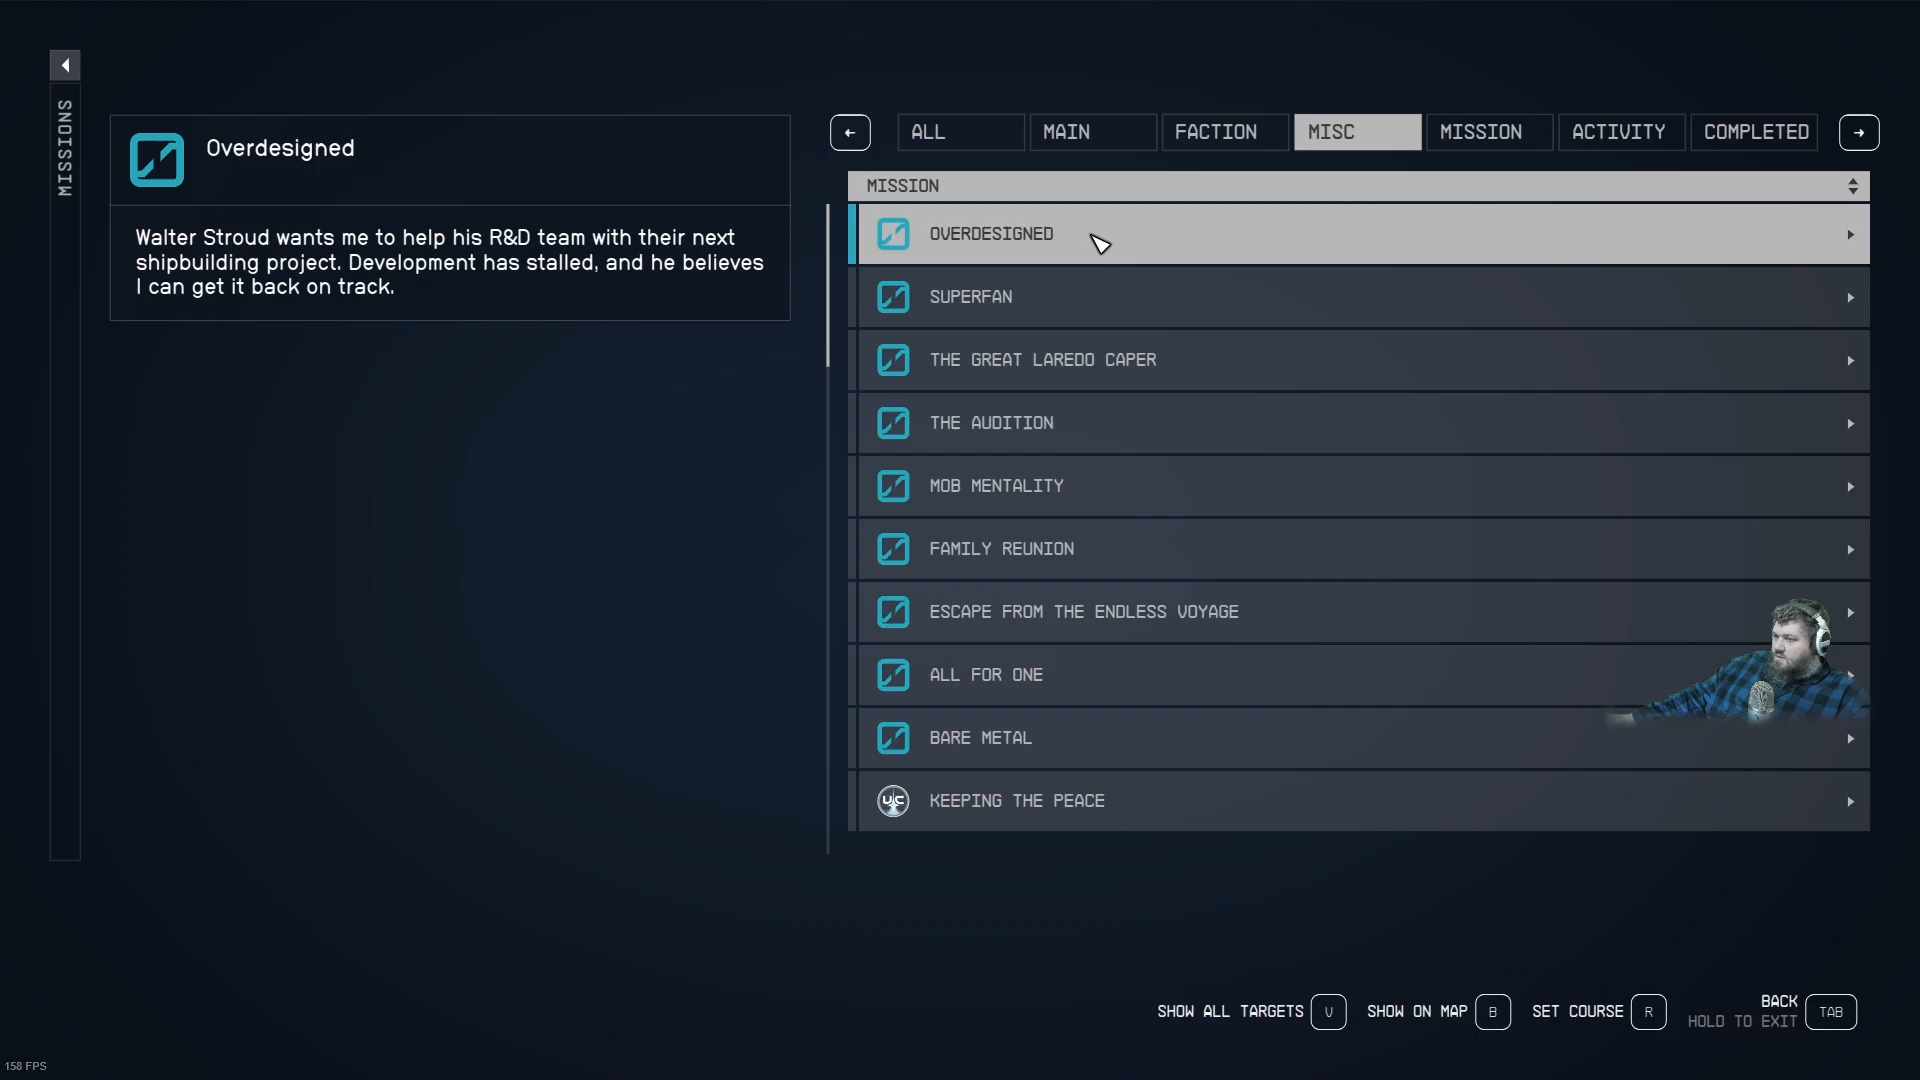 MISSIONS
Overdesigned
Walter Stroud wants me to help his R&D team with their next
shipbuilding project. Development has stalled, and he believes
I can get it back on track.
ALL MAIN FACTION MISC MISSION ACTIVITY COMPLETED
MISSION
OVERDESIGNED
SUPERFAN
THE GREAT LAREDO CAPER
THE AUDITION
MOB MENTALITY
FAMILY REUNION
ESCAPE FROM THE ENDLESS VOYAGE
ALL FOR ONE
BARE METAL
UC KEEPING THE PEACE
SHOW ALL TARGETS V SHOW ON MAP B SET COURSE R BACK TAB
HOLD TO EXIT
158 FPS